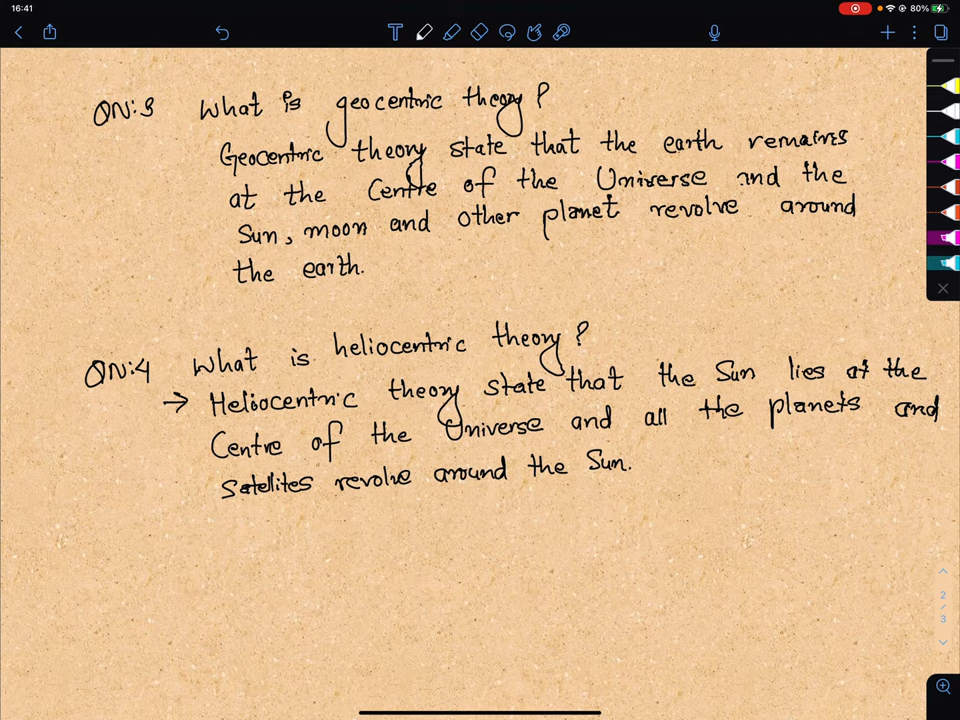 16:41
80%
QN:3 What is geocentric theory?
Geocentric theory state that the earth remains
at the Centre of the Universe and the
Sun, moon and other planet revolve around
the earth.
QN:4 What is heliocentric theory?
→ Heliocentric theory state that the Sun lies at the
Centre of the Universe and all the planets and
Satellites revolve around the Sun.
2
/
3